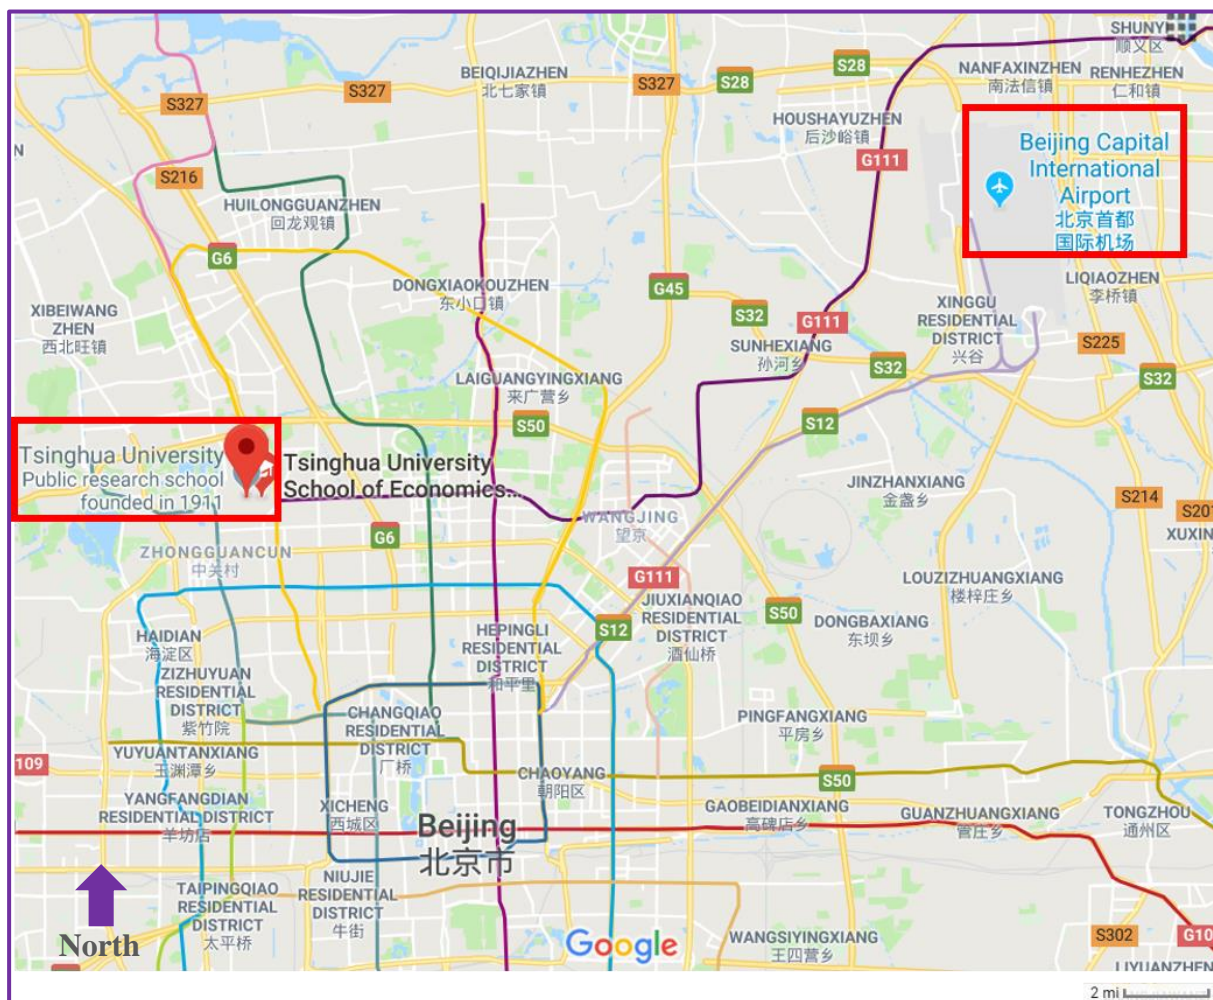 SHUNY
顺义区
BEIQIJIAZHEN
北七家镇
S28
NANFAXINZHEN
南法信镇
RENHEZHEN
仁和镇
S327
S327
S327
S28
HOUSHAYUZHEN
后沙峪镇
N
G111
Beijing Capital
International
Airport
北京首都
国际机场
S216
HUILONGGUANZHEN
回龙观镇
G6
DONGXIAOKOUZHEN
东小口镇
G45
LIQIAOZHEN
李桥镇
XIBEIWANG
ZHEN
西北旺镇
S32
G111
XINGGU
RESIDENTIAL
DISTRICT
兴谷
SUNHEXIANG
孙河乡
S225
S32
S32
LAIGUANGYINGXIANG
来广营乡
S50
S12
Tsinghua University
Public research school
founded in 1911
Tsinghua University
School of Economics...
JINZHANXIANG
金盏乡
S214
S201
WANGJING
望京
G6
XUXIN
ZHONGGUANCUN
中关村
G111
LOUZIZHUANGXIANG
楼梓庄乡
JIUXIANQIAO
RESIDENTIAL
DISTRICT
酒仙桥
S50
DONGBAXIANG
东坝乡
S12
HEPINGLI
RESIDENTIAL
DISTRICT
和平里
HAIDIAN
海淀区
ZIZHUYUAN
RESIDENTIAL
DISTRICT
紫竹院
CHANGQIAO
RESIDENTIAL
DISTRICT
厂桥
PINGFANGXIANG
平房乡
YUYUANTANXIANG
玉渊潭乡
109
CHAOYANG
朝阳区
S50
YANGFANGDIAN
RESIDENTIAL DISTRICT
羊坊店
XICHENG
西城区
Beijing
北京市
GAOBEIDIANXIANG
高碑店乡
GUANZHUANGXIANG
管庄乡
TONGZHOU
通州区
NIUJIE
RESIDENTIAL
DISTRICT
牛街
TAIPINGQIAO
RESIDENTIAL
DISTRICT
太平桥
North
Google
WANGSIYINGXIANG
王四营乡
S302
G10
LIYUANZHEN
2 mi